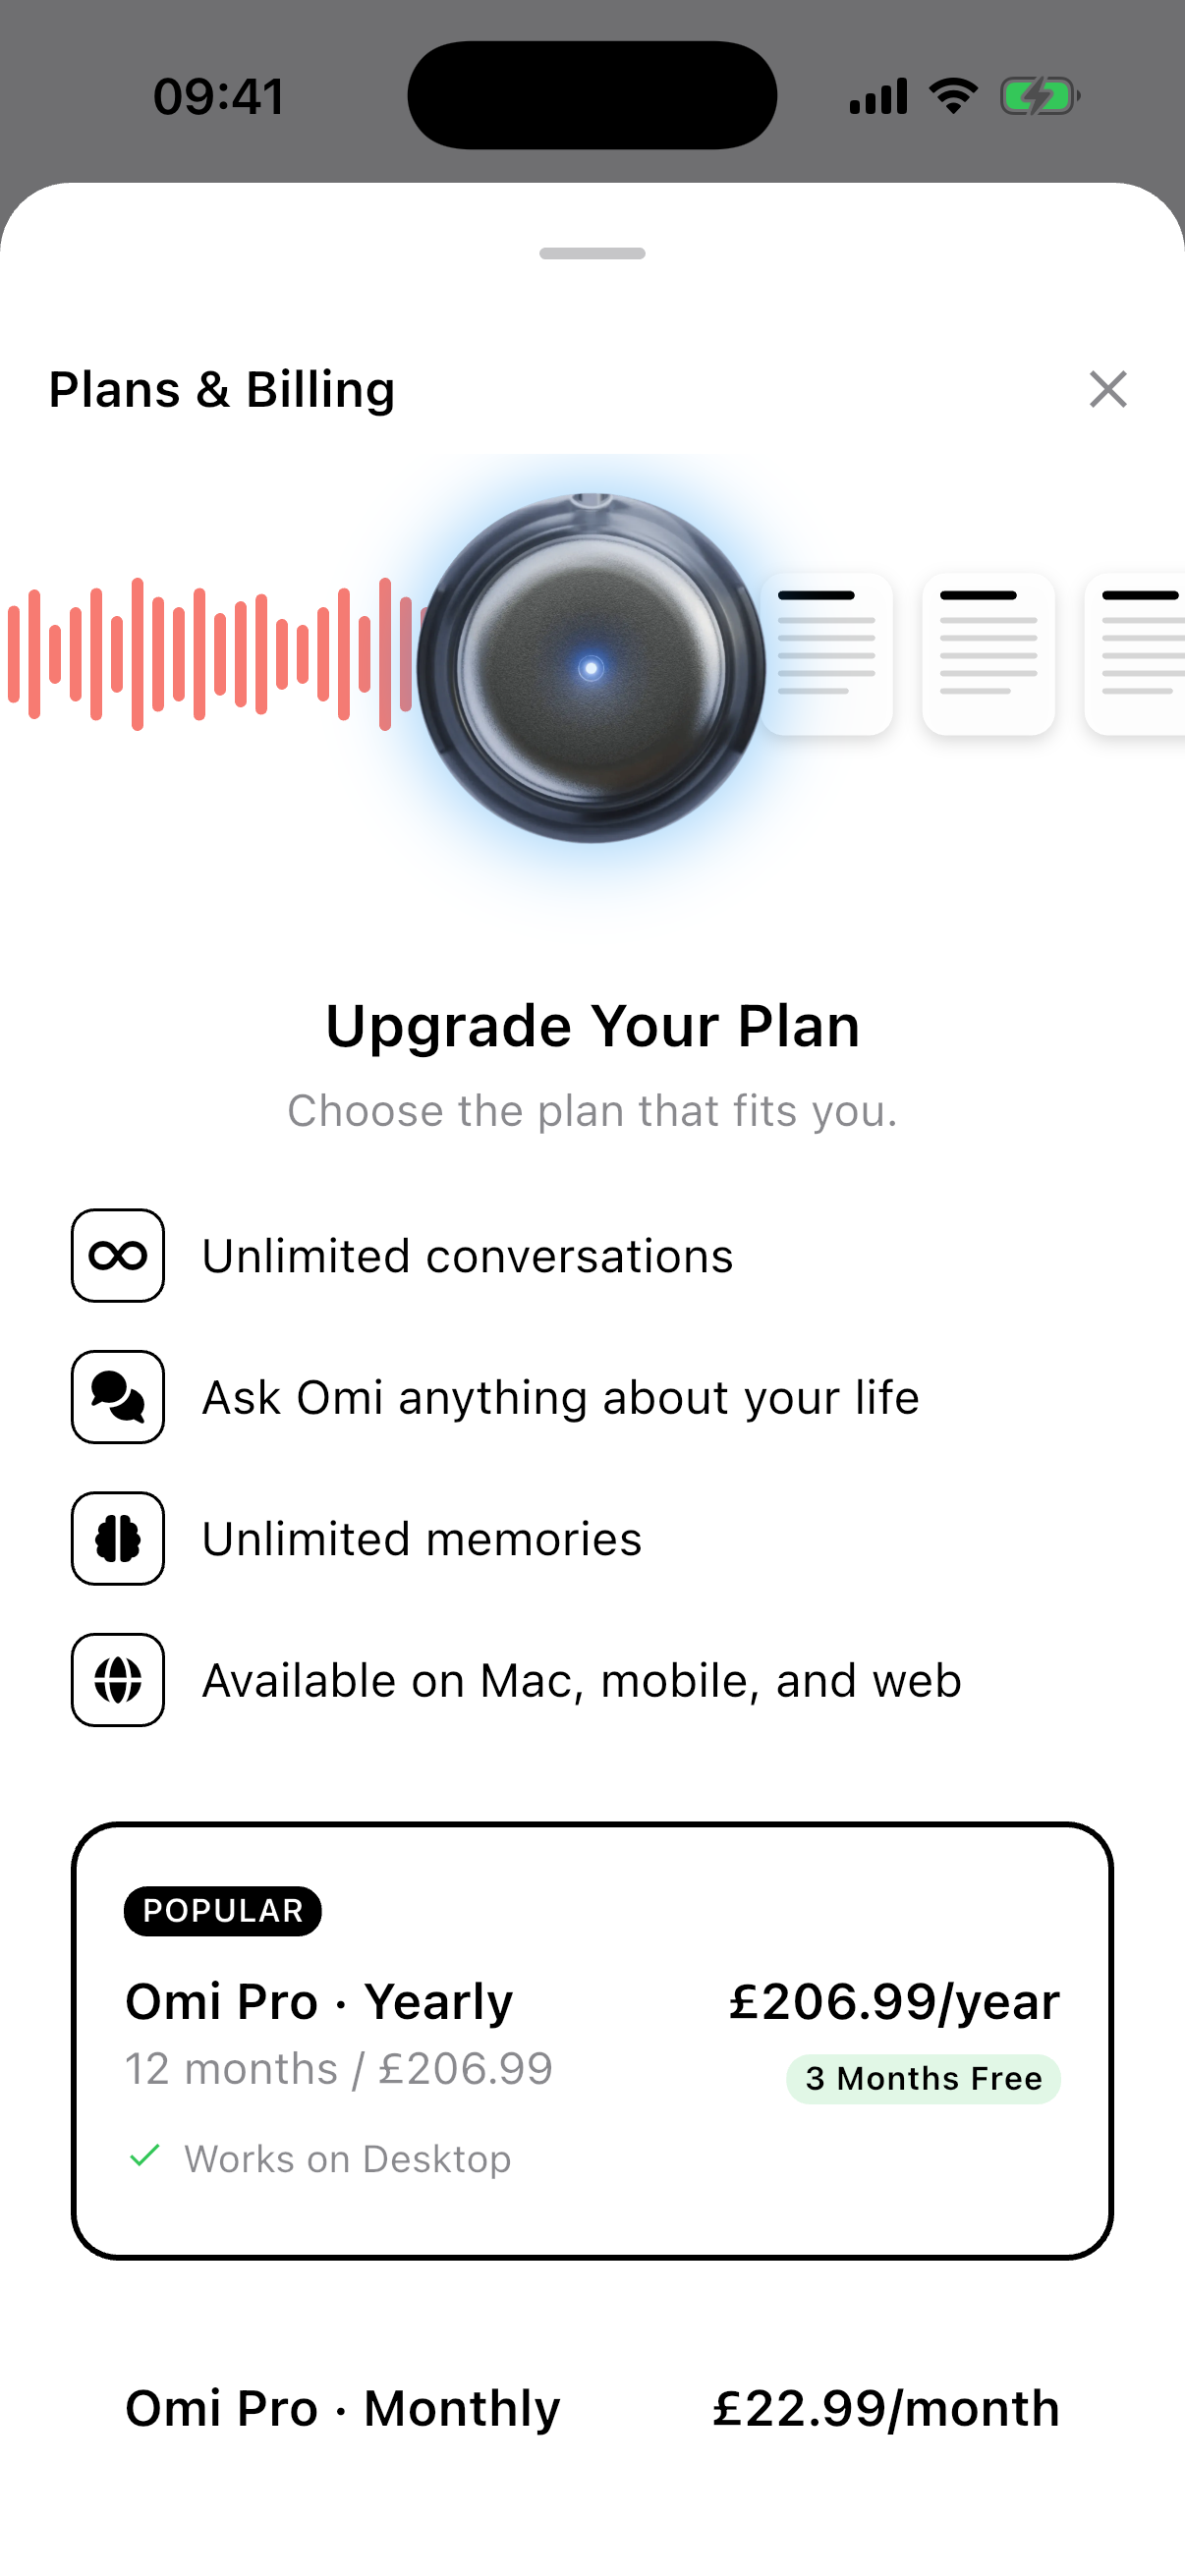 09:41
Plans & Billing
Upgrade Your Plan
Choose the plan that fits you.
Unlimited conversations
Ask Omi anything about your life
Unlimited memories
Available on Mac, mobile, and web
POPULAR
Omi Pro · Yearly
£206.99/year
12 months / £206.99
3 Months Free
Works on Desktop
Omi Pro · Monthly
£22.99/month